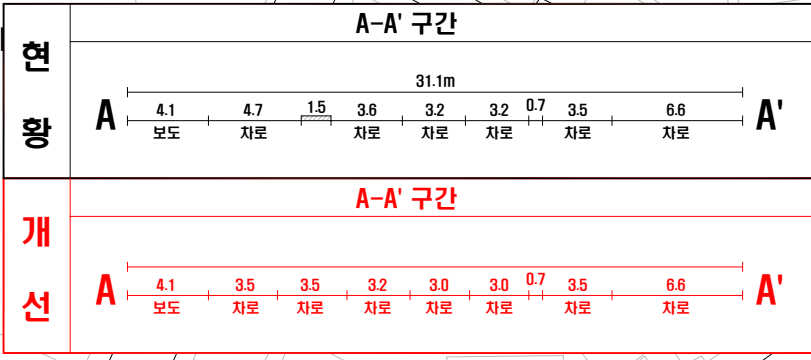 현황
A-A' 구간
31.1m
A 4.1 4.7 1.5 3.6 3.2 3.2 0.7 3.5 6.6 A'
보도 차로 차로 차로 차로 차로 차로
개선
A-A' 구간
A 4.1 3.5 3.5 3.2 3.0 3.0 0.7 3.5 6.6 A'
보도 차로 차로 차로 차로 차로 차로 차로